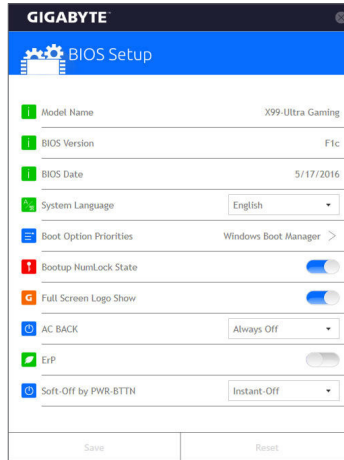 GIGABYTE™
BIOS Setup
Model Name X99-Ultra Gaming
BIOS Version F1c
BIOS Date 5/17/2016
System Language English
Boot Option Priorities Windows Boot Manager >
Bootup NumLock State
G Full Screen Logo Show
AC BACK Always Off
ErP
Soft-Off by PWR-BTTN Instant-Off
Save Reset